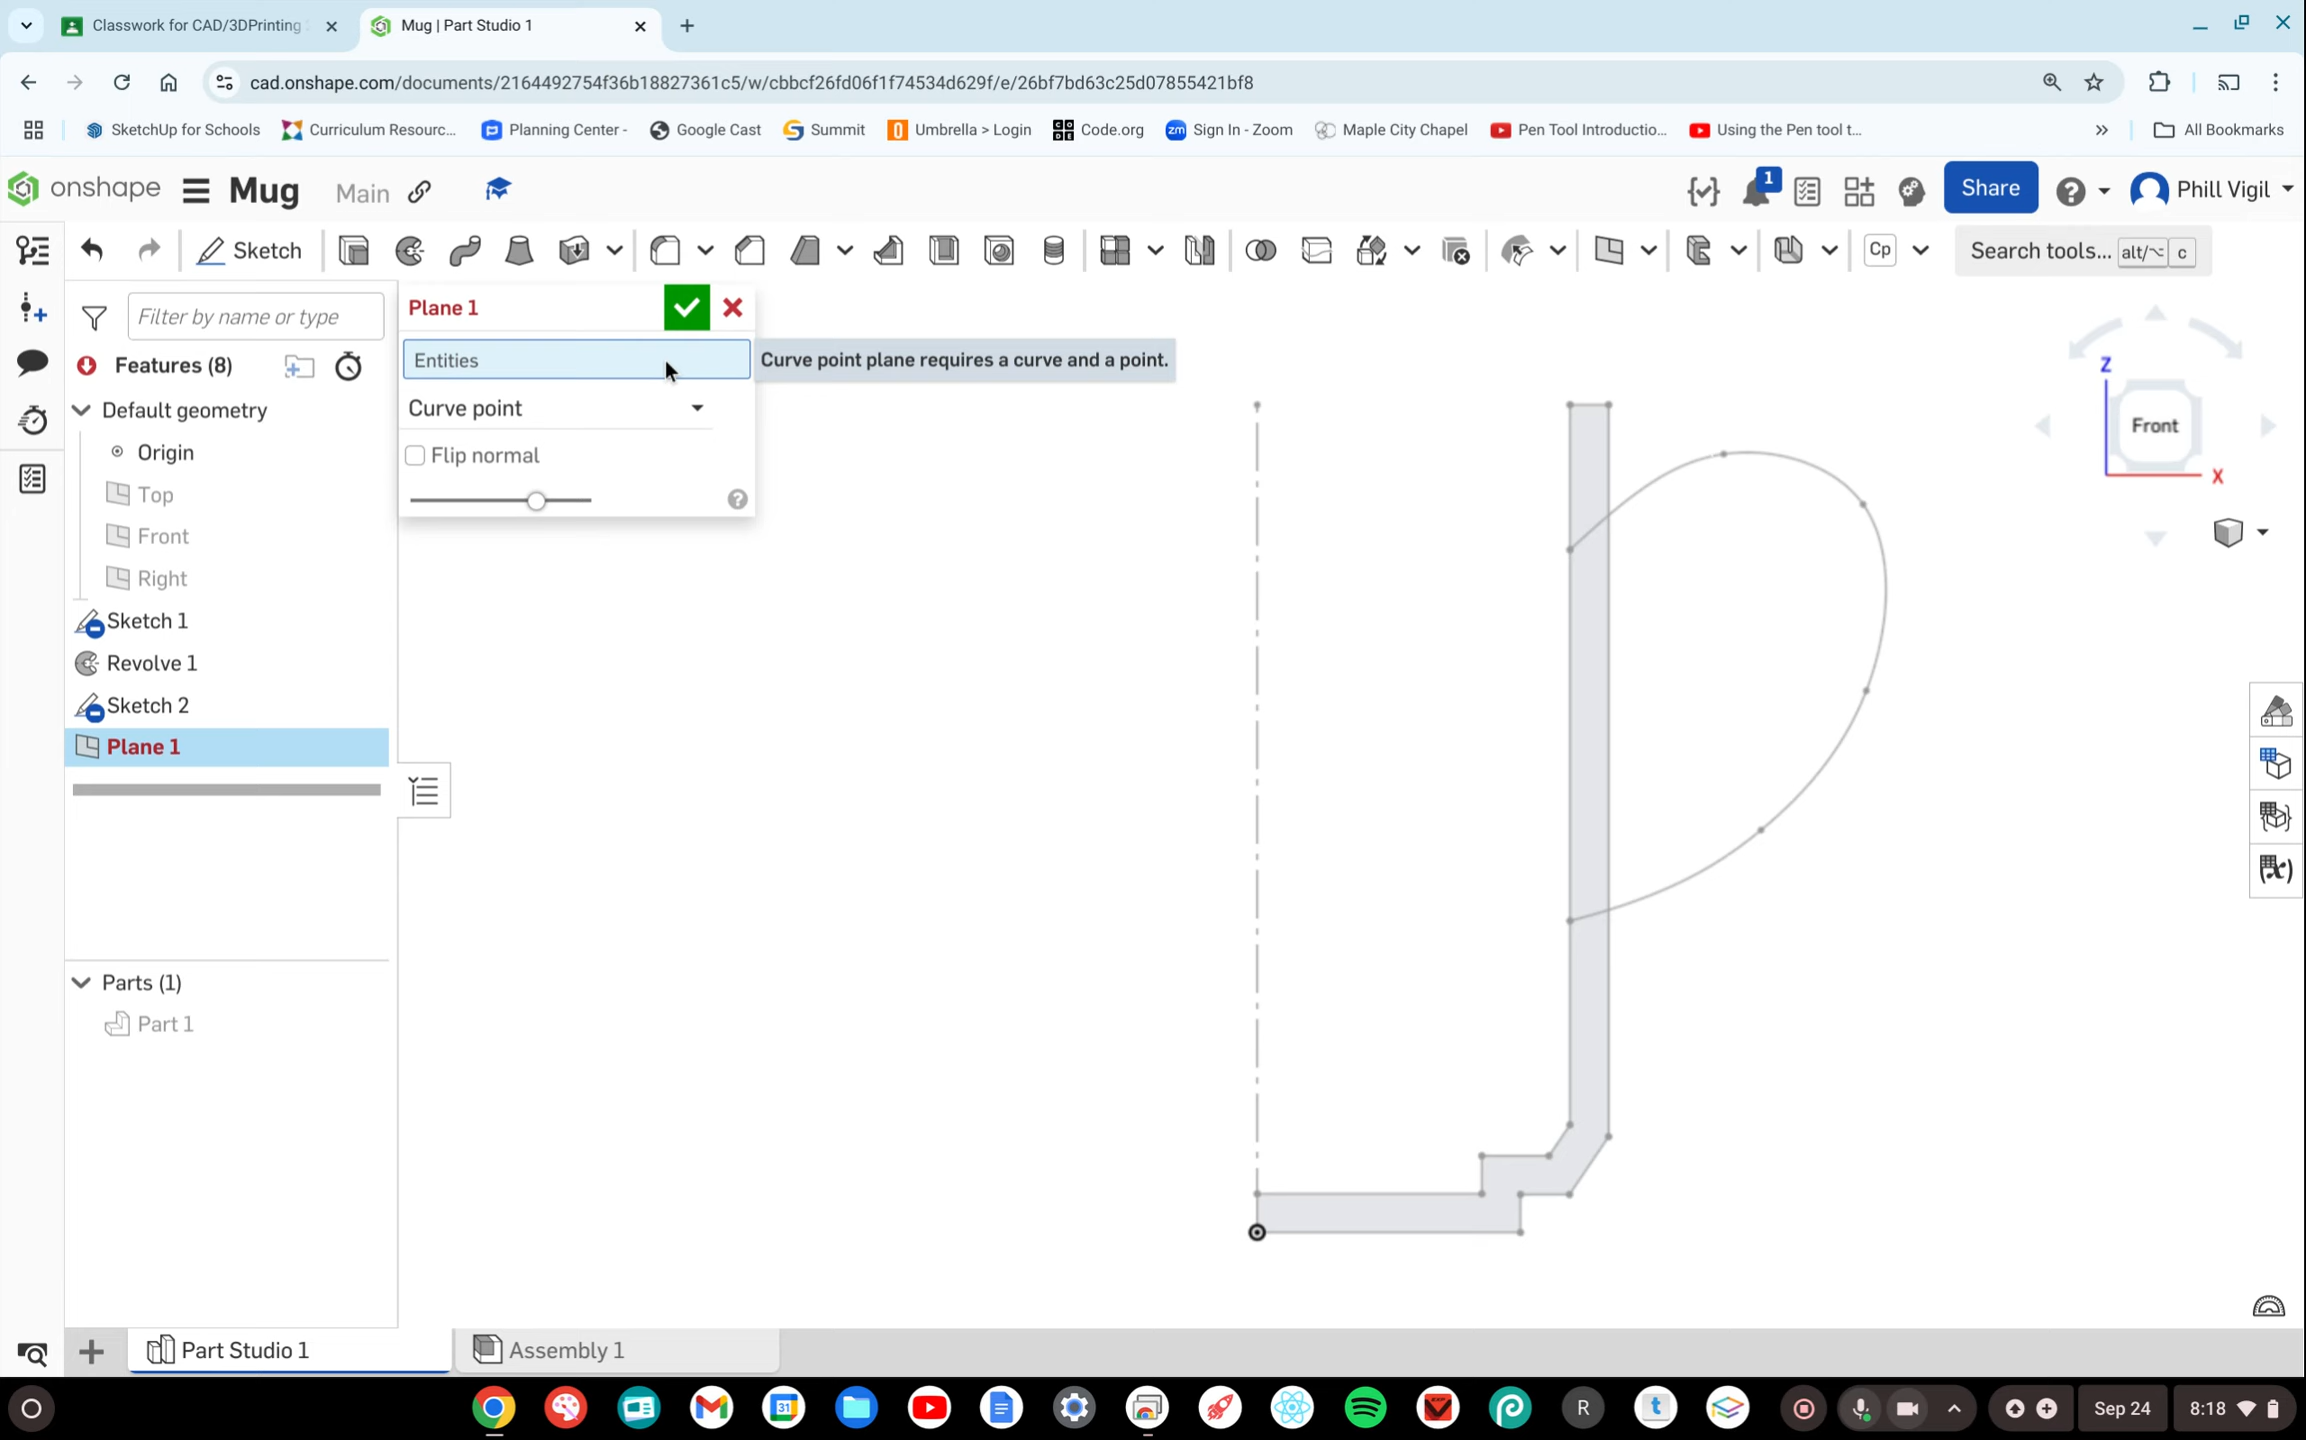 Classwork for CAD/3DPrinting
Mug | Part Studio 1
cad.onshape.com/documents/2164492754f36b18827361c5/w/cbbcf26fd06f1f74534d629f/e/26bf7bd63c25d07855421bf8
SketchUp for Schools
Curriculum Resourc...
Planning Center -
Google Cast
Summit
Umbrella > Login
Code.org
Sign In - Zoom
Maple City Chapel
Pen Tool Introductio...
Using the Pen tool t...
All Bookmarks
onshape
Mug
Main
1
Share
Phill Vigil
Sketch
Cp
Search tools... alt/⌥ c
Plane 1
Filter by name or type
Entities
Curve point plane requires a curve and a point.
Features (8)
Curve point
Default geometry
Flip normal
Origin
Top
Front
Right
Sketch 1
Revolve 1
Sketch 2
Plane 1
Z
Front
X
Parts (1)
Part 1
Part Studio 1
Assembly 1
31
R
t
Sep 24
8:18